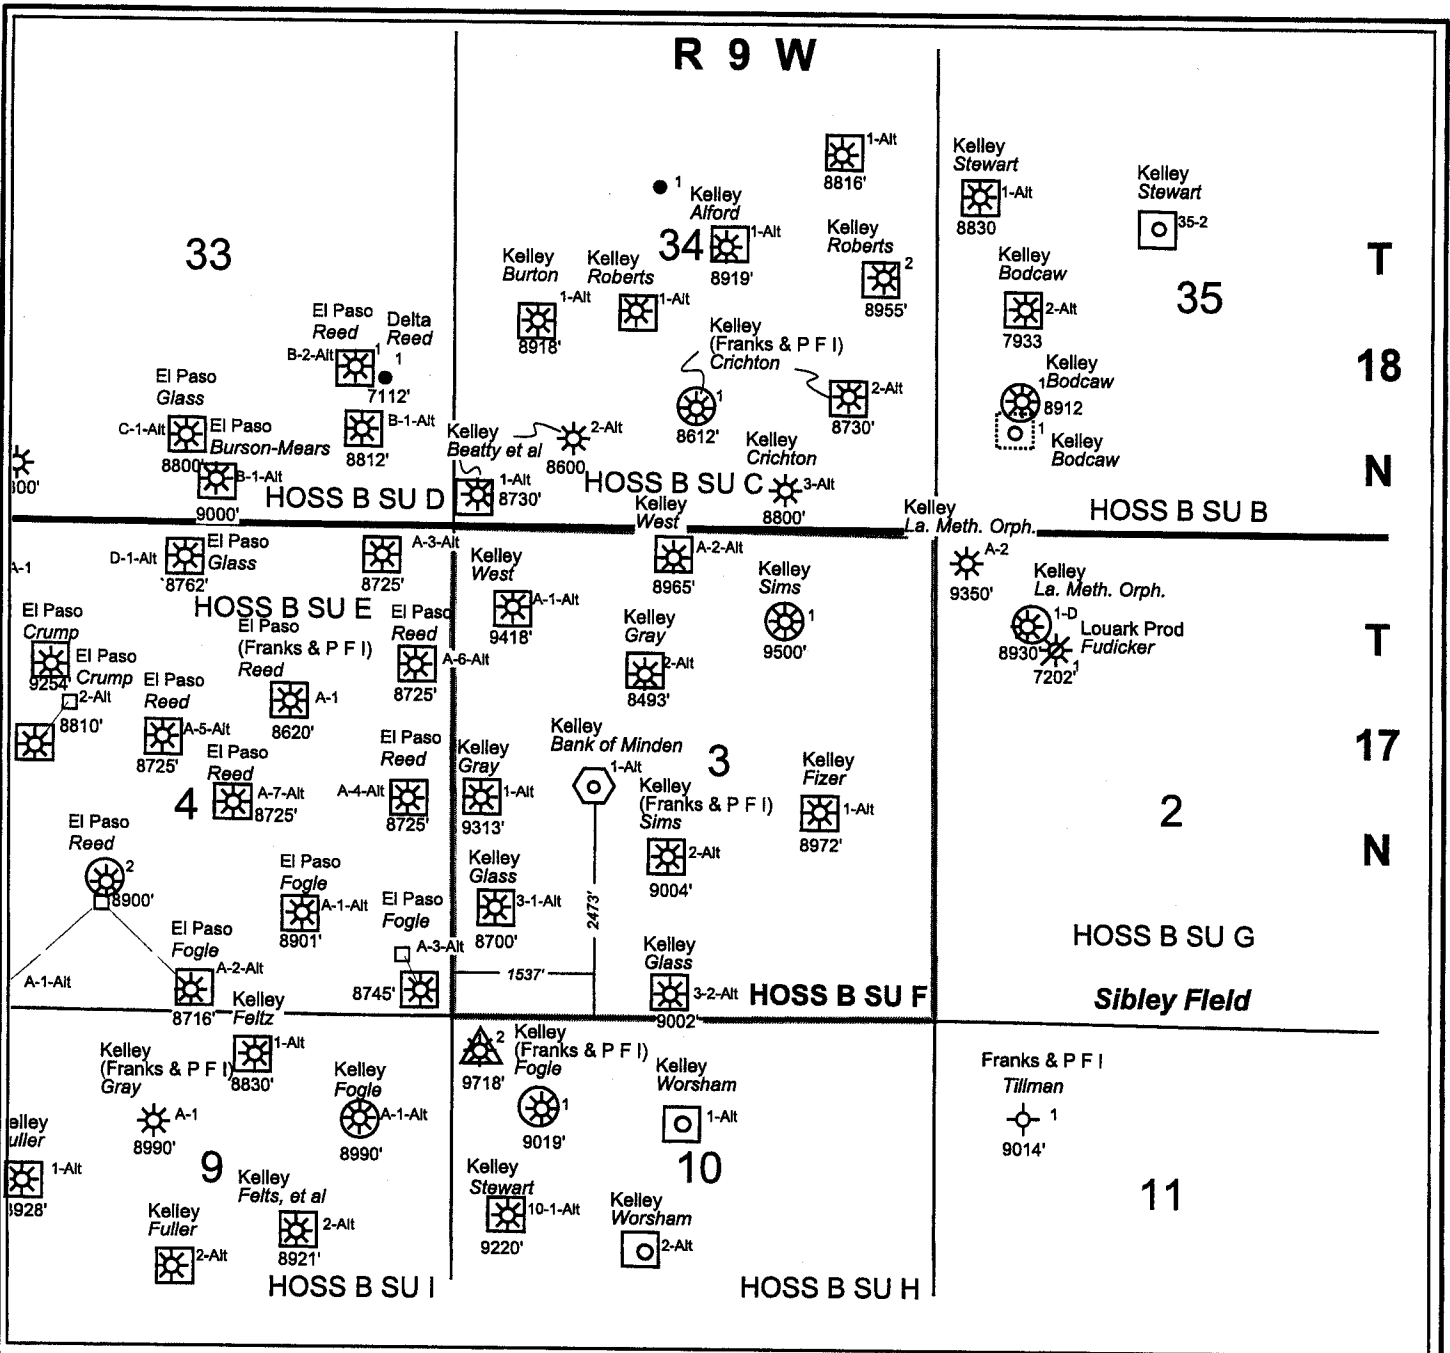 R 9 W
T
18
N
T
17
N
33
El Paso
Reed
B-2-Alt
1
Delta
Reed
1
7112'
El Paso
Glass
C-1-Alt
8800'
El Paso
Burson-Mears
B-1-Alt
9000'
B-1-Alt
8812'
HOSS B SU D
34
1-Alt
8816'
1
Kelley
Alford
1-Alt
8919'
Kelley
Burton
1-Alt
8918'
Kelley
Roberts
1-Alt
Kelley
Roberts
2
8955'
Kelley
(Franks & P F I)
Crichton
1
8612'
2-Alt
8730'
Kelley
Beatty et al
2-Alt
8600
1-Alt
8730'
Kelley
Crichton
3-Alt
8800'
HOSS B SU C
35
Kelley
Stewart
1-Alt
8830
Kelley
Stewart
35-2
Kelley
Bodcaw
2-Alt
7933
Kelley
Bodcaw
1
8912
1
Kelley
Bodcaw
HOSS B SU B
4
A-1
D-1-Alt
El Paso
Glass
8762'
A-3-Alt
8725'
HOSS B SU E
El Paso
Crump
9254'
El Paso
Crump
2-Alt
8810'
El Paso
(Franks & P F I)
Reed
A-1
8620'
El Paso
Reed
A-6-Alt
8725'
El Paso
Reed
A-5-Alt
8725'
El Paso
Reed
A-7-Alt
8725'
El Paso
Reed
A-4-Alt
8725'
El Paso
Reed
2
8900'
El Paso
Fogle
A-1-Alt
8901'
El Paso
Fogle
A-3-Alt
8745'
El Paso
Fogle
A-2-Alt
8716'
A-1-Alt
3
Kelley
West
A-2-Alt
8965'
Kelley
West
A-1-Alt
9418'
Kelley
Sims
1
9500'
Kelley
Gray
2-Alt
8493'
Kelley
Bank of Minden
1-Alt
2473'
1537'
Kelley
Gray
1-Alt
9313'
Kelley
(Franks & P F I)
Sims
2-Alt
9004'
Kelley
Fizer
1-Alt
8972'
Kelley
Glass
3-1-Alt
8700'
Kelley
Glass
3-2-Alt
9002'
HOSS B SU F
2
Kelley
La. Meth. Orph.
A-2
9350'
Kelley
La. Meth. Orph.
1-D
8930'
Louark Prod
Fudicker
1
7202'
HOSS B SU G
Sibley Field
9
Kelley
Feltz
1-Alt
8830'
Kelley
(Franks & P F I)
Gray
A-1
8990'
Kelley
Fogle
A-1-Alt
8990'
1-Alt
Kelley
Fuller
2-Alt
Kelley
Felts, et al
2-Alt
8921'
HOSS B SU I
10
2
9718'
Kelley
(Franks & P F I)
Fogle
1
9019'
Kelley
Worsham
1-Alt
Kelley
Stewart
10-1-Alt
9220'
Kelley
Worsham
2-Alt
HOSS B SU H
11
Franks & P F I
Tillman
1
9014'